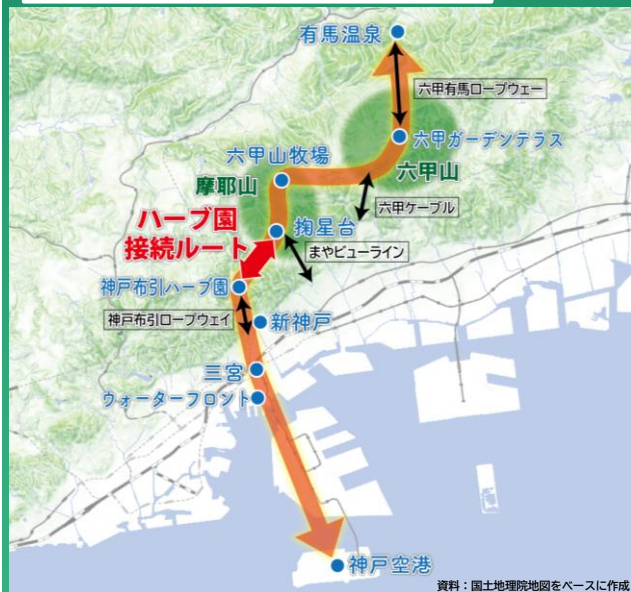 有馬温泉
六甲有馬ロープウェー
六甲ガーデンテラス
六甲山牧場
六甲山
摩耶山
六甲ケーブル
ハーブ園
接続ルート
掬星台
まやビューライン
神戸布引ハーブ園
神戸布引ロープウェイ
新神戸
三宮
ウォーターフロント
神戸空港
資料：国土地理院地図をベースに作成